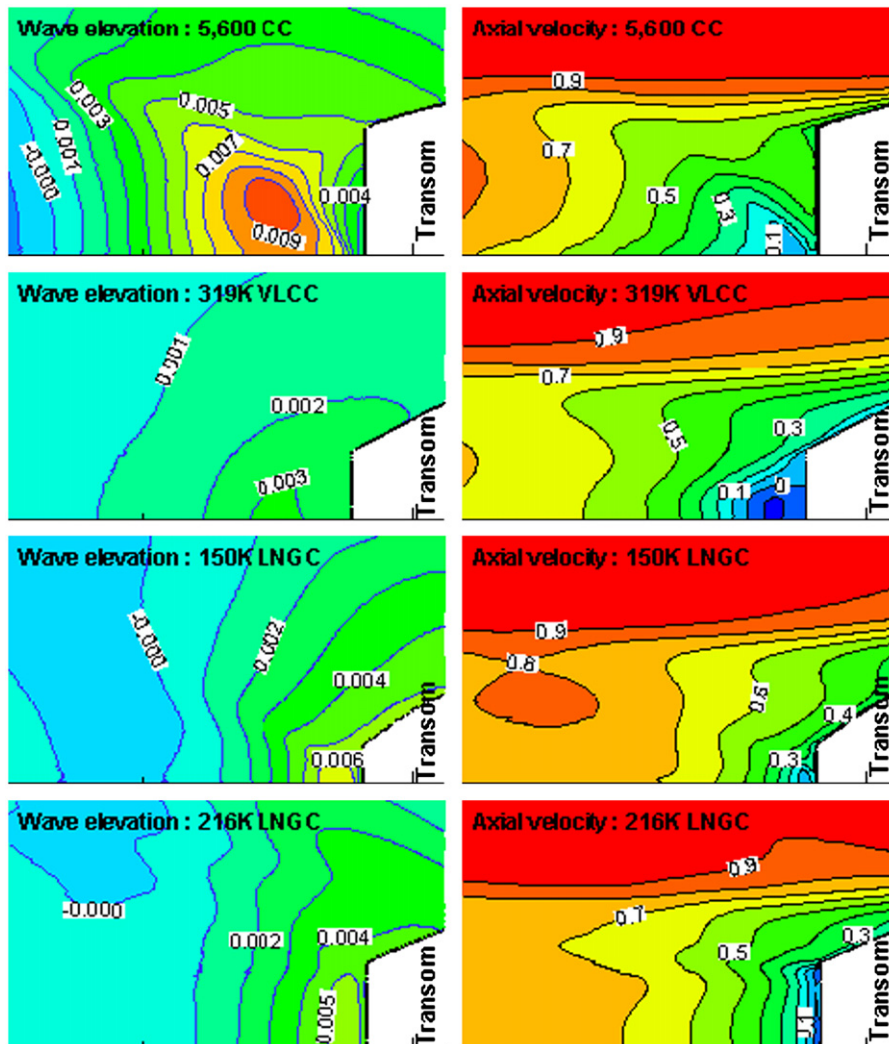 Wave elevation : 5,600 CC
0.003
0.005
0.001
0.007
-0.000
0.004
0.009
Transom
Axial velocity : 5,600 CC
0.9
0.7
0.5
0.3
0.1
Transom
Wave elevation : 319K VLCC
0.001
0.002
0.003
Transom
Axial velocity : 319K VLCC
0.9
0.7
0.5
0.3
0.1
0
Transom
Wave elevation : 150K LNGC
-0.000
0.002
0.004
0.006
Transom
Axial velocity : 150K LNGC
0.9
0.8
0.6
0.4
0.3
Transom
Wave elevation : 216K LNGC
-0.000
0.002
0.004
0.005
Transom
Axial velocity : 216K LNGC
0.9
0.7
0.5
0.3
0.1
Transom